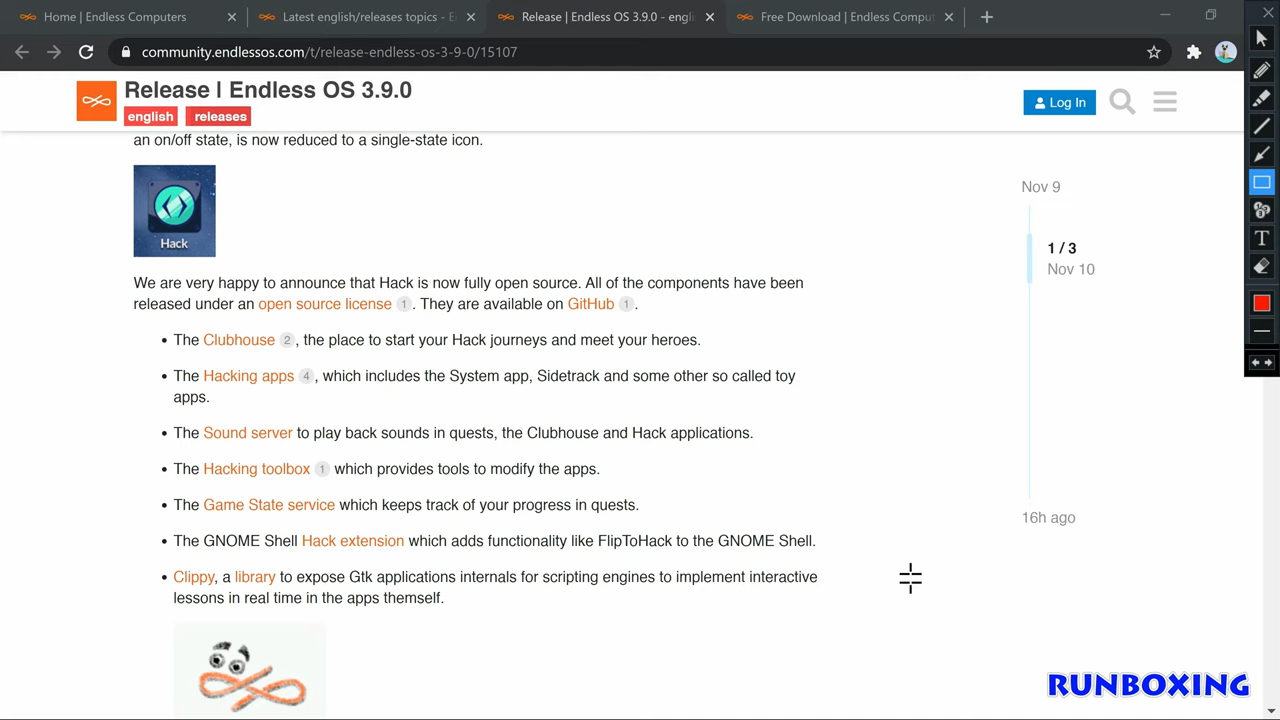 Home | Endless Computers
Latest english/releases topics - E
Release | Endless OS 3.9.0 - engli
Free Download | Endless Comput
community.endlessos.com/t/release-endless-os-3-9-0/15107
Release | Endless OS 3.9.0
english releases
Log In
an on/off state, is now reduced to a single-state icon.
Hack
We are very happy to announce that Hack is now fully open source. All of the components have been
released under an open source license 1 . They are available on GitHub 1 .
• The Clubhouse 2 , the place to start your Hack journeys and meet your heroes.
• The Hacking apps 4 , which includes the System app, Sidetrack and some other so called toy
apps.
• The Sound server to play back sounds in quests, the Clubhouse and Hack applications.
• The Hacking toolbox 1 which provides tools to modify the apps.
• The Game State service which keeps track of your progress in quests.
• The GNOME Shell Hack extension which adds functionality like FlipToHack to the GNOME Shell.
• Clippy, a library to expose Gtk applications internals for scripting engines to implement interactive
lessons in real time in the apps themself.
Nov 9
1 / 3
Nov 10
16h ago
T
RUNBOXING